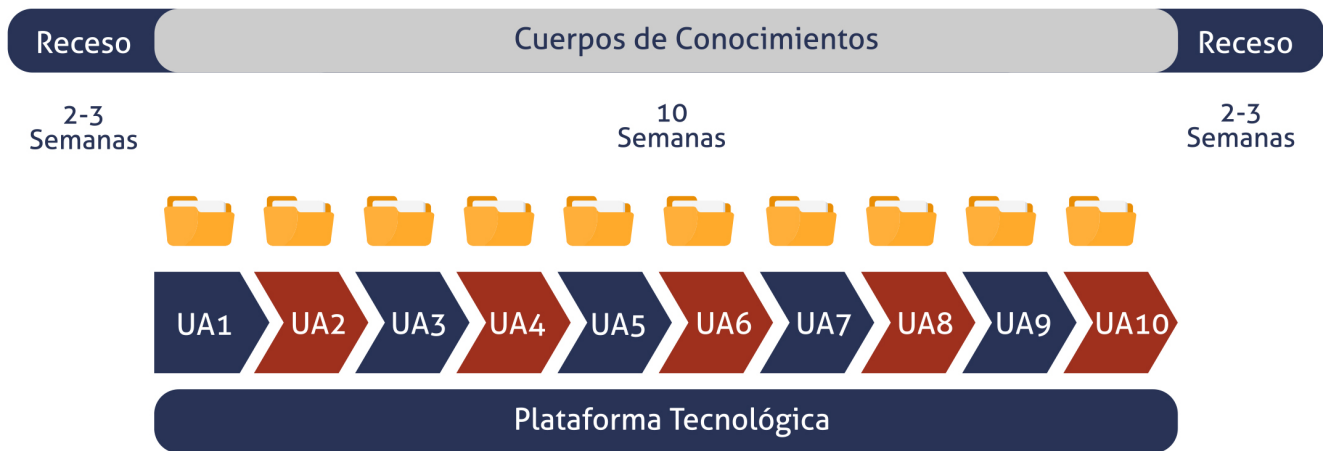 Receso
Cuerpos de Conocimientos
Receso
2-3
Semanas
10
Semanas
2-3
Semanas
UA1
UA2
UA3
UA4
UA5
UA6
UA7
UA8
UA9
UA10
Plataforma Tecnológica